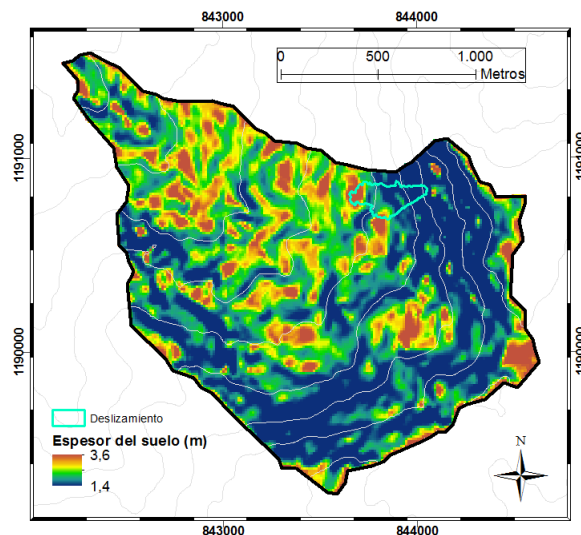 843000 844000
0 500 1.000
Metros
1191000 1191000
1190000 1190000
Deslizamiento
Espesor del suelo (m)
3,6
1,4
N
843000 844000